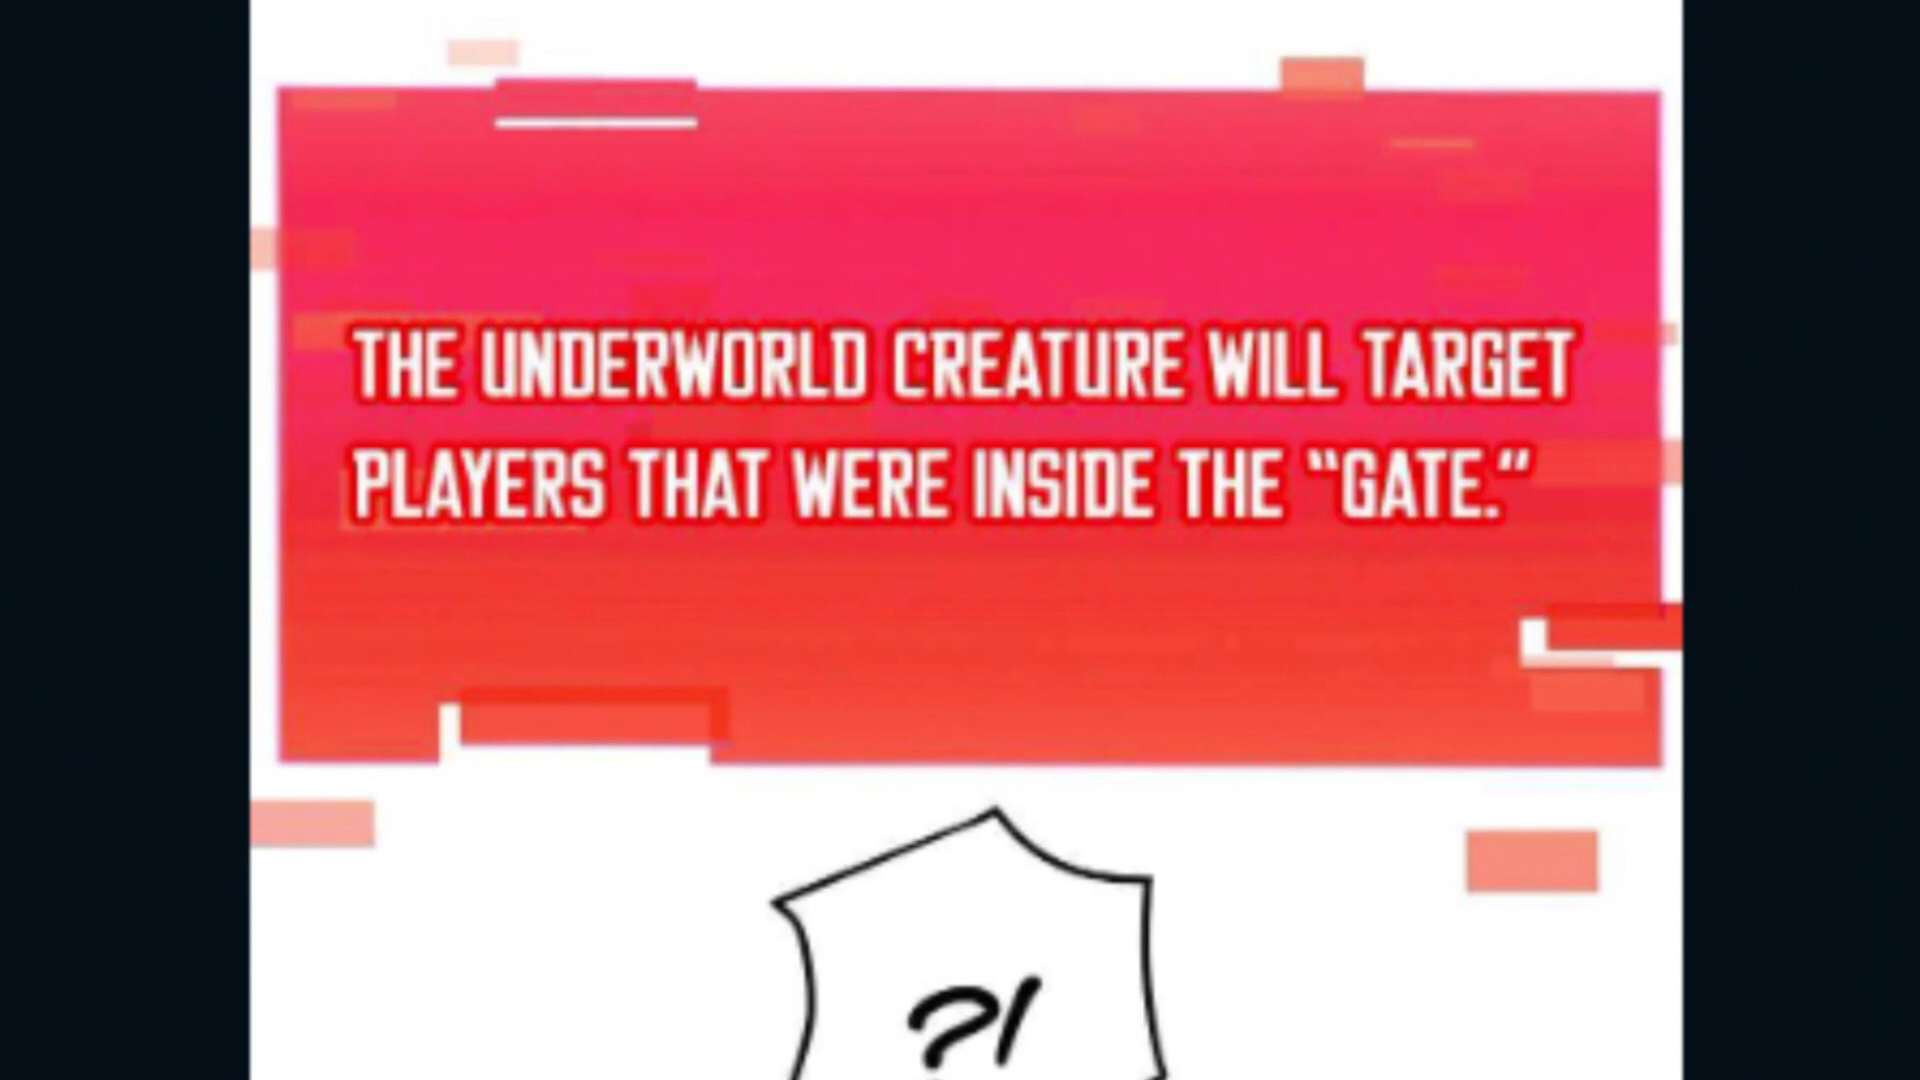 THE UNDERWORLD CREATURE WILL TARGET
PLAYERS THAT WERE INSIDE THE “GATE.”
?!